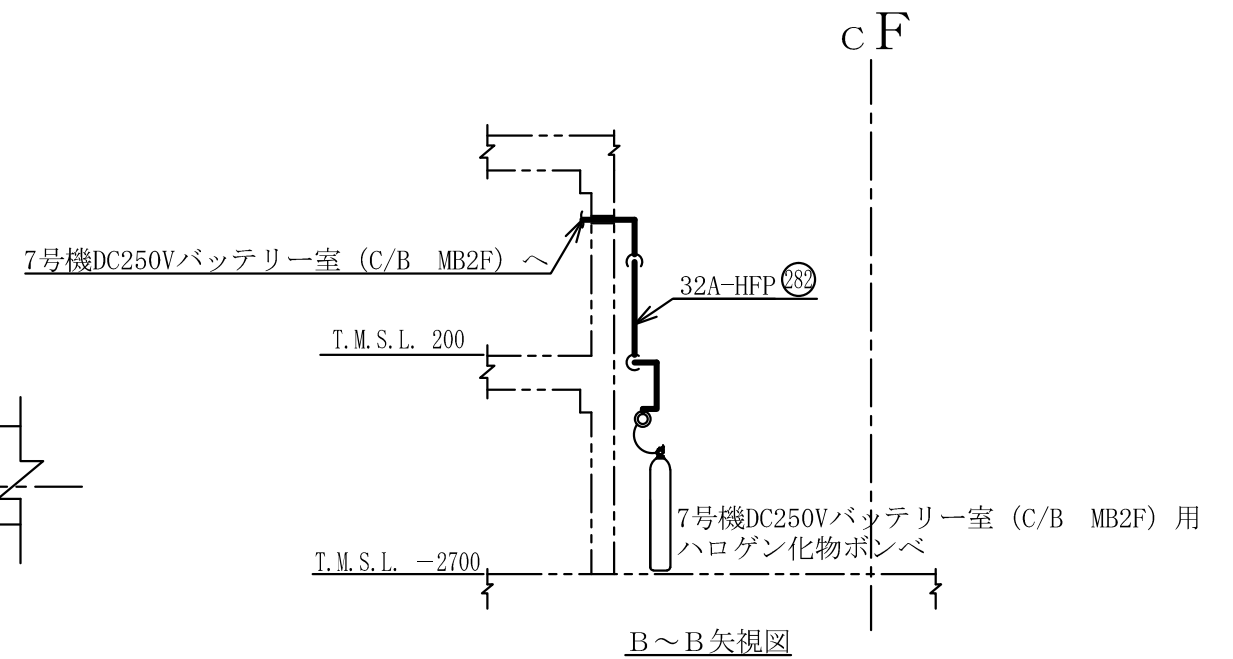 CF
7号機DC250Vバッテリー室（C/B　MB2F）へ
32A-HFP 282
T.M.S.L. 200
7号機DC250Vバッテリー室（C/B　MB2F）用
ハロゲン化物ボンベ
T.M.S.L. －2700
B～B矢視図